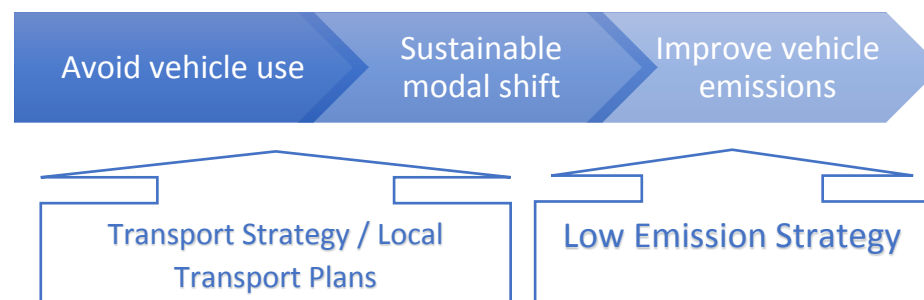 Avoid vehicle use
Sustainable
modal shift
Improve vehicle
emissions
Transport Strategy / Local
Transport Plans
Low Emission Strategy